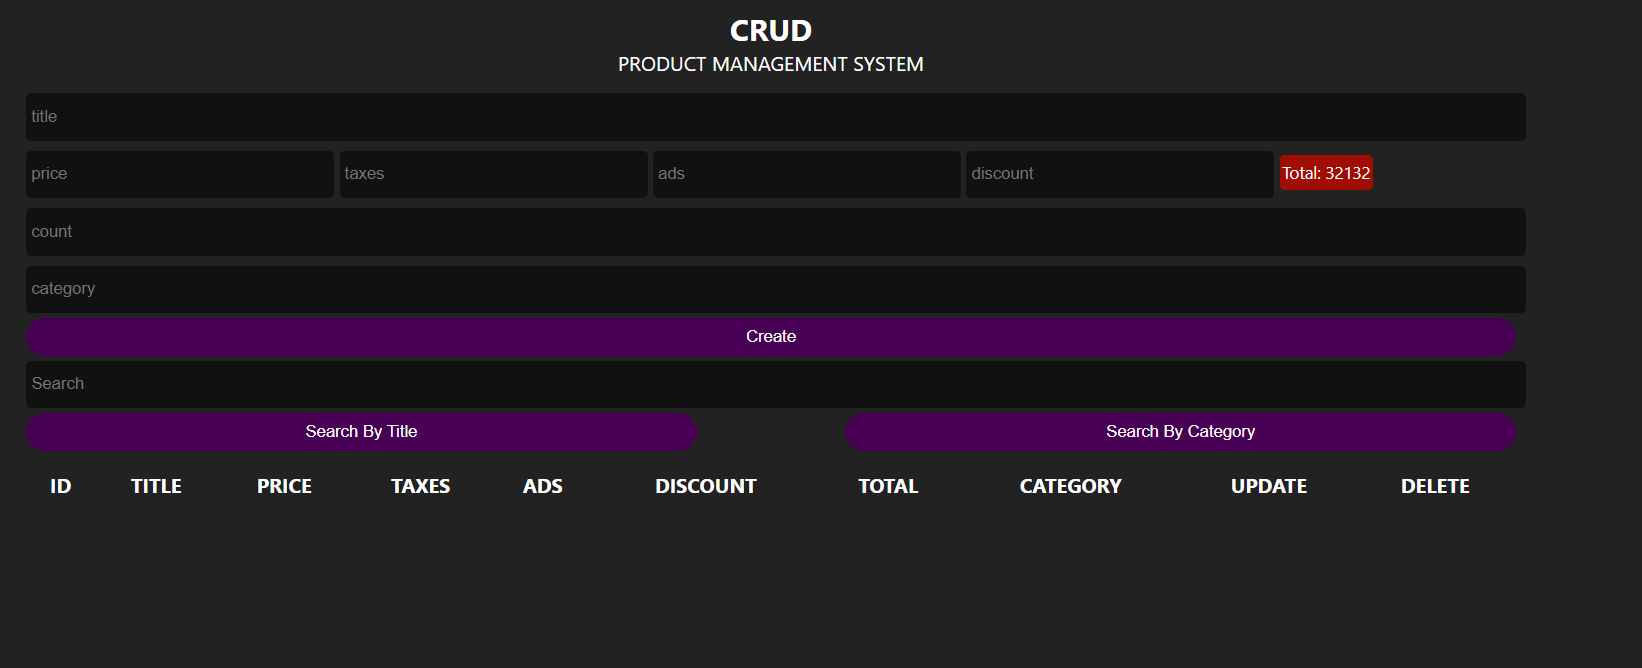 CRUD
PRODUCT MANAGEMENT SYSTEM
title
price taxes ads discount Total: 32132
count
category
Create
Search
Search By Title Search By Category
ID TITLE PRICE TAXES ADS DISCOUNT TOTAL CATEGORY UPDATE DELETE